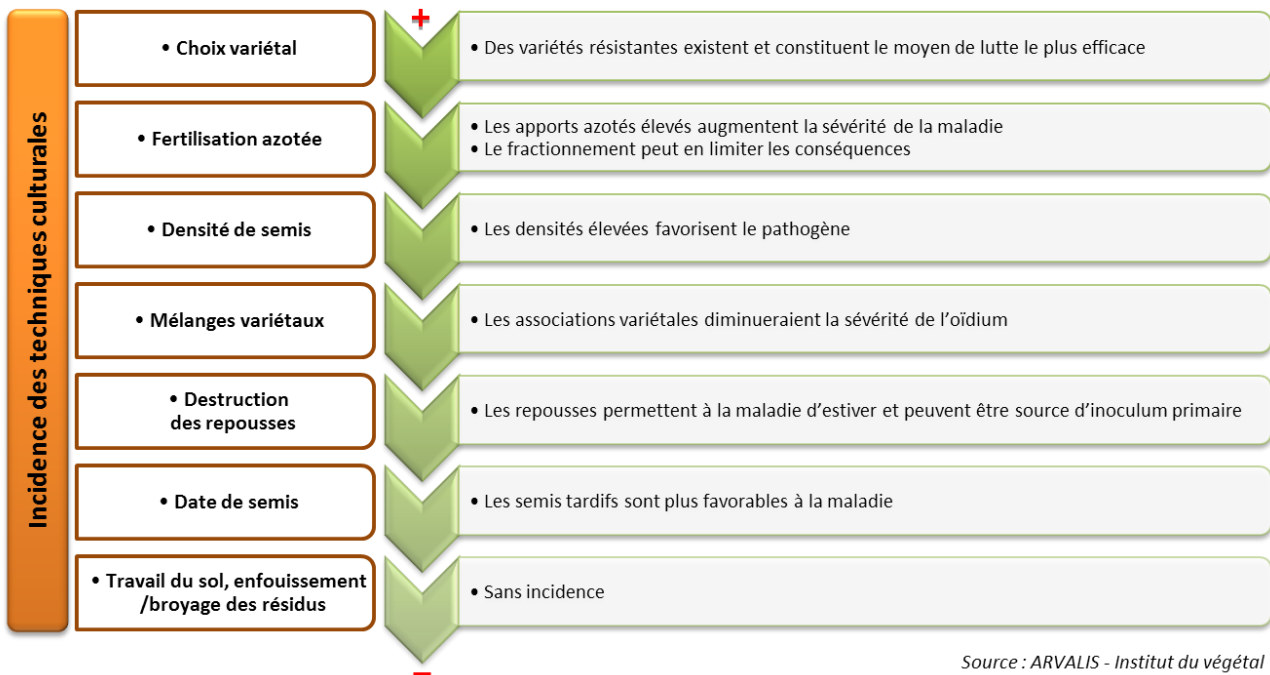 Incidence des techniques culturales
+
• Choix variétal
• Des variétés résistantes existent et constituent le moyen de lutte le plus efficace
• Fertilisation azotée
• Les apports azotés élevés augmentent la sévérité de la maladie
• Le fractionnement peut en limiter les conséquences
• Densité de semis
• Les densités élevées favorisent le pathogène
• Mélanges variétaux
• Les associations variétales diminueraient la sévérité de l’oïdium
• Destruction
des repousses
• Les repousses permettent à la maladie d’estiver et peuvent être source d’inoculum primaire
• Date de semis
• Les semis tardifs sont plus favorables à la maladie
• Travail du sol, enfouissement
/broyage des résidus
• Sans incidence
–
Source : ARVALIS - Institut du végétal